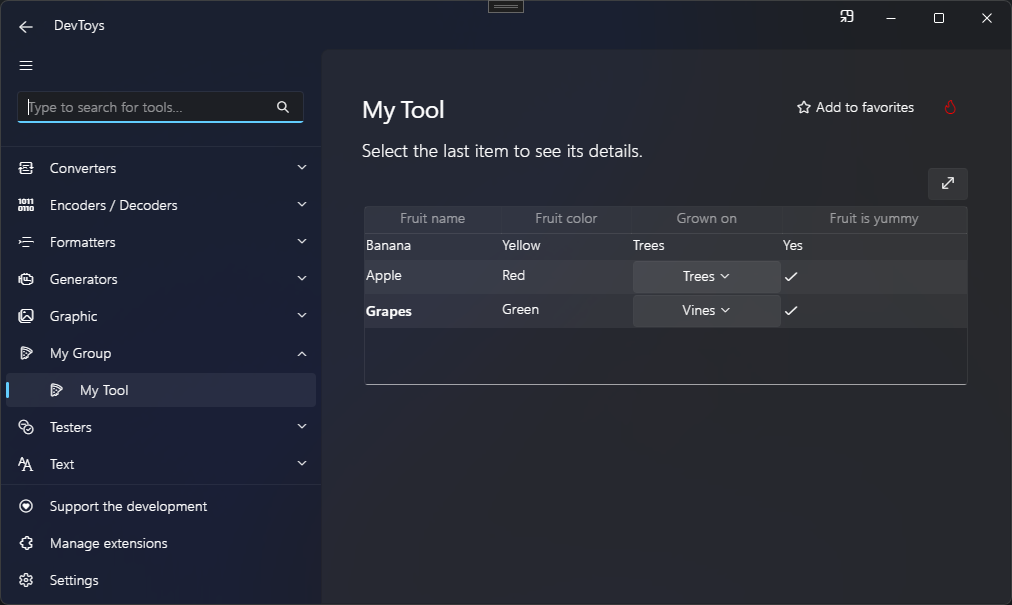 DevToys
Type to search for tools...
Converters
1011 0110 Encoders / Decoders
Formatters
Generators
Graphic
My Group
My Tool
Testers
Text
Support the development
Manage extensions
Settings
My Tool
Add to favorites
Select the last item to see its details.
Fruit name Fruit color Grown on Fruit is yummy
Banana Yellow Trees Yes
Apple Red Trees
Grapes Green Vines